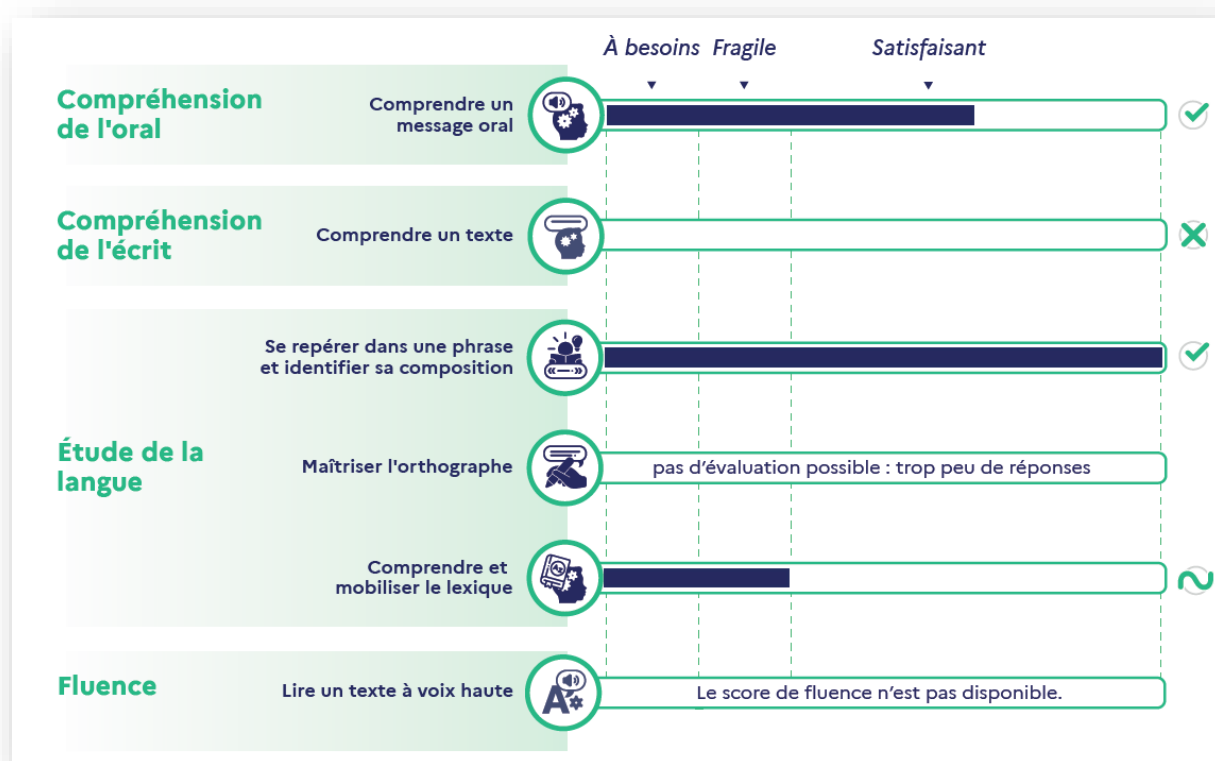 À besoins Fragile Satisfaisant
Compréhension
de l'oral
Comprendre un
message oral
Compréhension
de l'écrit
Comprendre un texte
Étude de la
langue
Se repérer dans une phrase
et identifier sa composition
Maîtriser l'orthographe
pas d'évaluation possible : trop peu de réponses
Comprendre et
mobiliser le lexique
Fluence
Lire un texte à voix haute
A
Le score de fluence n'est pas disponible.